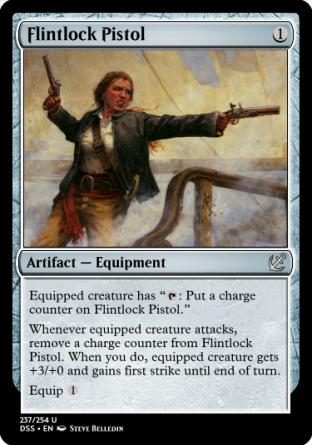 Flintlock Pistol 1
Artifact — Equipment
Equipped creature has “: Put a charge
counter on Flintlock Pistol.”
Whenever equipped creature attacks,
remove a charge counter from Flintlock
Pistol. When you do, equipped creature gets
+3/+0 and gains first strike until end of turn.
Equip 1
237/254 U
DSS • EN Steve Belledin